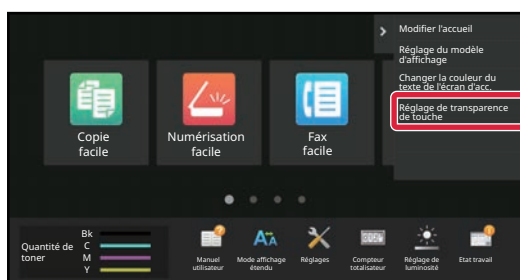 Modifier l'accueil
Réglage du modèle
d'affichage
Changer la couleur du
texte de l'écran d'acc.
Réglage de transparence
de touche
Copie
facile
Numérisation
facile
Fax
facile
Quantité de
toner
Bk
C
M
Y
Manuel
utilisateur
Mode affichage
étendu
Réglages
Compteur
totalisateur
Réglage de
luminosité
Etat travail